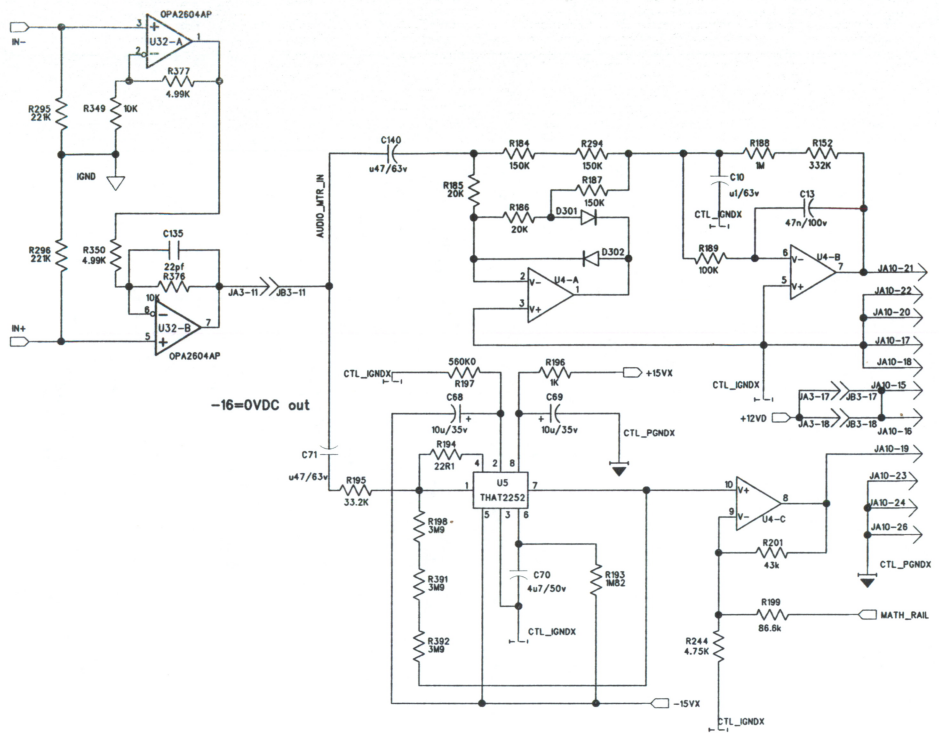 OPA2604AP
IN-
3
+
U32-A
1
2
--
R377
4.99K
R295
221K
R349
10K
IGND
R296
221K
R350
4.99K
C135
22pf
R376
10K
6
-
U32-B
7
5
+
IN+
OPA2604AP
JA3-11
JB3-11
AUDIO_MTR_IN
C140
u47/63v
R184
150K
R294
150K
R185
20K
R187
150K
R186
20K
D301
D302
2
V-
U4-A
1
3
V+
R188
1M
R152
332K
C10
u1/63v
CTL_GNDX
C13
47n/100v
R189
100K
6
V-
U4-B
7
5
V+
JA10-21
JA10-22
JA10-20
JA10-17
JA10-18
CTL_IGNDX
JA10-15
JA3-17
JB3-17
+12VD
JA3-18
JB3-18
JA10-16
JA10-19
JA10-23
JA10-24
JA10-26
CTL_PGNDX
-16=0VDC out
CTL_IGNDX
560K0
R197
R196
1K
+15VX
C68
10u/35v
+
C69
+
10u/35v
CTL_PGNDX
C71
u47/63v
R195
33.2K
R194
22R1
4
2
8
1
U5
THAT2252
7
5
3
6
R198
3M9
R391
3M9
R392
3M9
C70
4u7/50v
R193
1M82
CTL_IGNDX
-15VX
10
V+
8
9
V-
U4-C
R201
43k
R199
86.6k
MATH_RAIL
R244
4.75K
CTL_IGNDX